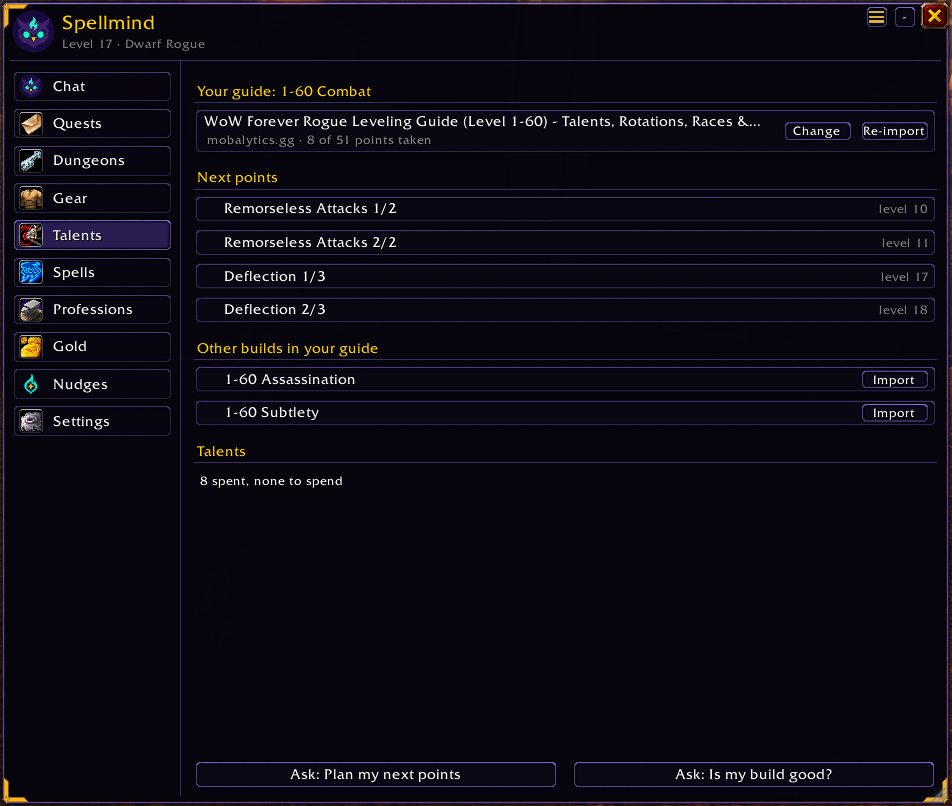 Spellmind
Level 17 · Dwarf Rogue
-
Chat
Quests
Dungeons
Gear
Talents
Spells
Professions
Gold
Nudges
Settings
Your guide: 1-60 Combat
WoW Forever Rogue Leveling Guide (Level 1-60) - Talents, Rotations, Races &...
mobalytics.gg · 8 of 51 points taken
Change
Re-import
Next points
Remorseless Attacks 1/2 level 10
Remorseless Attacks 2/2 level 11
Deflection 1/3 level 17
Deflection 2/3 level 18
Other builds in your guide
1-60 Assassination Import
1-60 Subtlety Import
Talents
8 spent, none to spend
Ask: Plan my next points
Ask: Is my build good?